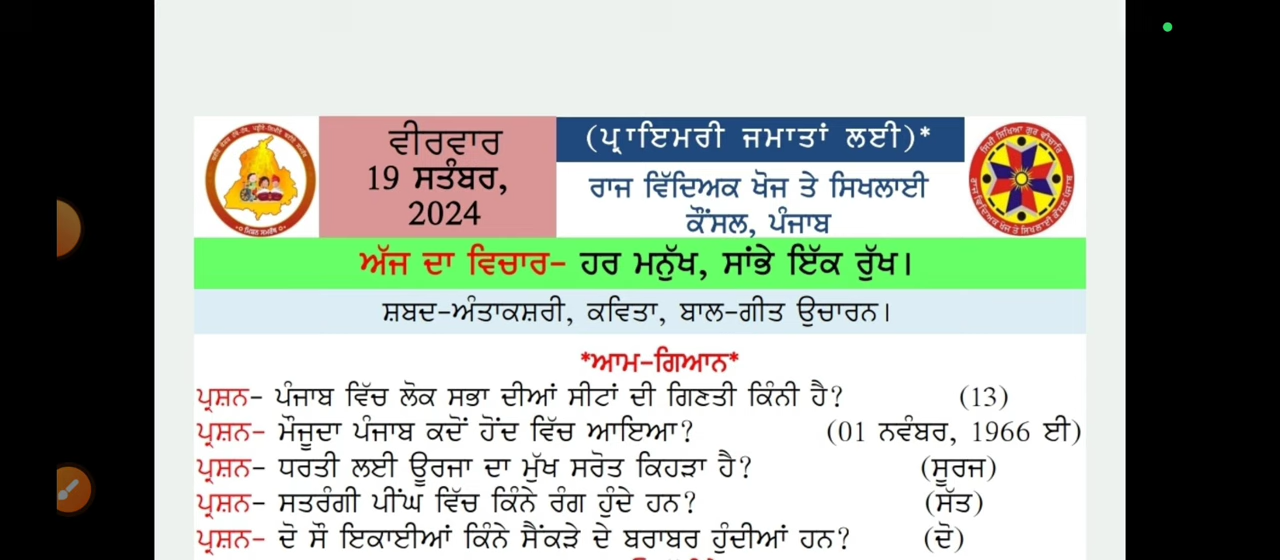 ਵੀਰਵਾਰ
19 ਸਤੰਬਰ,
2024
(ਪ੍ਰਾਇਮਰੀ ਜਮਾਤਾਂ ਲਈ)*
ਰਾਜ ਵਿੱਦਿਅਕ ਖੋਜ ਤੇ ਸਿਖਲਾਈ
ਕੌਂਸਲ, ਪੰਜਾਬ
ਅੱਜ ਦਾ ਵਿਚਾਰ- ਹਰ ਮਨੁੱਖ, ਸਾਂਭੇ ਇੱਕ ਰੁੱਖ।
ਸ਼ਬਦ-ਅੰਤਾਕਸ਼ਰੀ, ਕਵਿਤਾ, ਬਾਲ-ਗੀਤ ਉਚਾਰਨ।
*ਆਮ-ਗਿਆਨ*
ਪ੍ਰਸ਼ਨ- ਪੰਜਾਬ ਵਿੱਚ ਲੋਕ ਸਭਾ ਦੀਆਂ ਸੀਟਾਂ ਦੀ ਗਿਣਤੀ ਕਿੰਨੀ ਹੈ? (13)
ਪ੍ਰਸ਼ਨ- ਮੌਜੂਦਾ ਪੰਜਾਬ ਕਦੋਂ ਹੋਂਦ ਵਿੱਚ ਆਇਆ? (01 ਨਵੰਬਰ, 1966 ਈ)
ਪ੍ਰਸ਼ਨ- ਧਰਤੀ ਲਈ ਊਰਜਾ ਦਾ ਮੁੱਖ ਸਰੋਤ ਕਿਹੜਾ ਹੈ? (ਸੂਰਜ)
ਪ੍ਰਸ਼ਨ- ਸਤਰੰਗੀ ਪੀਂਘ ਵਿੱਚ ਕਿੰਨੇ ਰੰਗ ਹੁੰਦੇ ਹਨ? (ਸੱਤ)
ਪ੍ਰਸ਼ਨ- ਦੋ ਸੌ ਇਕਾਈਆਂ ਕਿੰਨੇ ਸੈਂਕੜੇ ਦੇ ਬਰਾਬਰ ਹੁੰਦੀਆਂ ਹਨ? (ਦੋ)